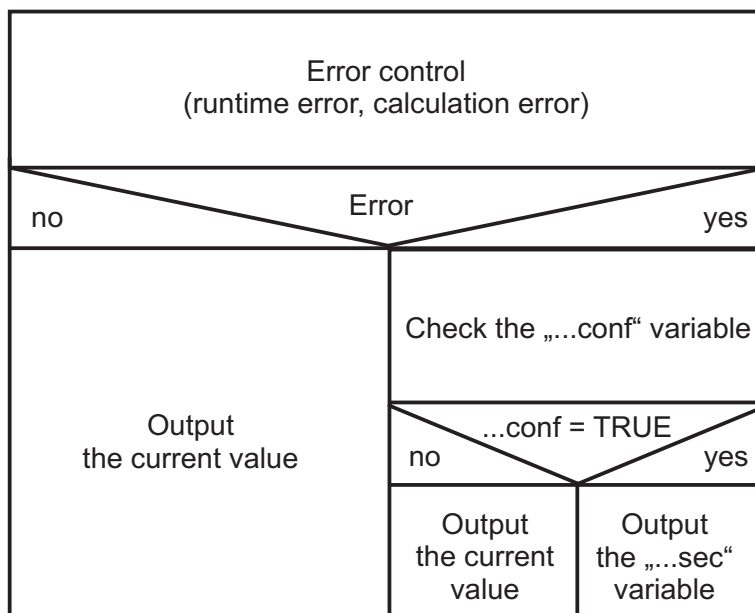 Error control
(runtime error, calculation error)
Error
no
yes
Check the „...conf“ variable
Output
the current value
...conf = TRUE
no
yes
Output
the current
value
Output
the „...sec“
variable